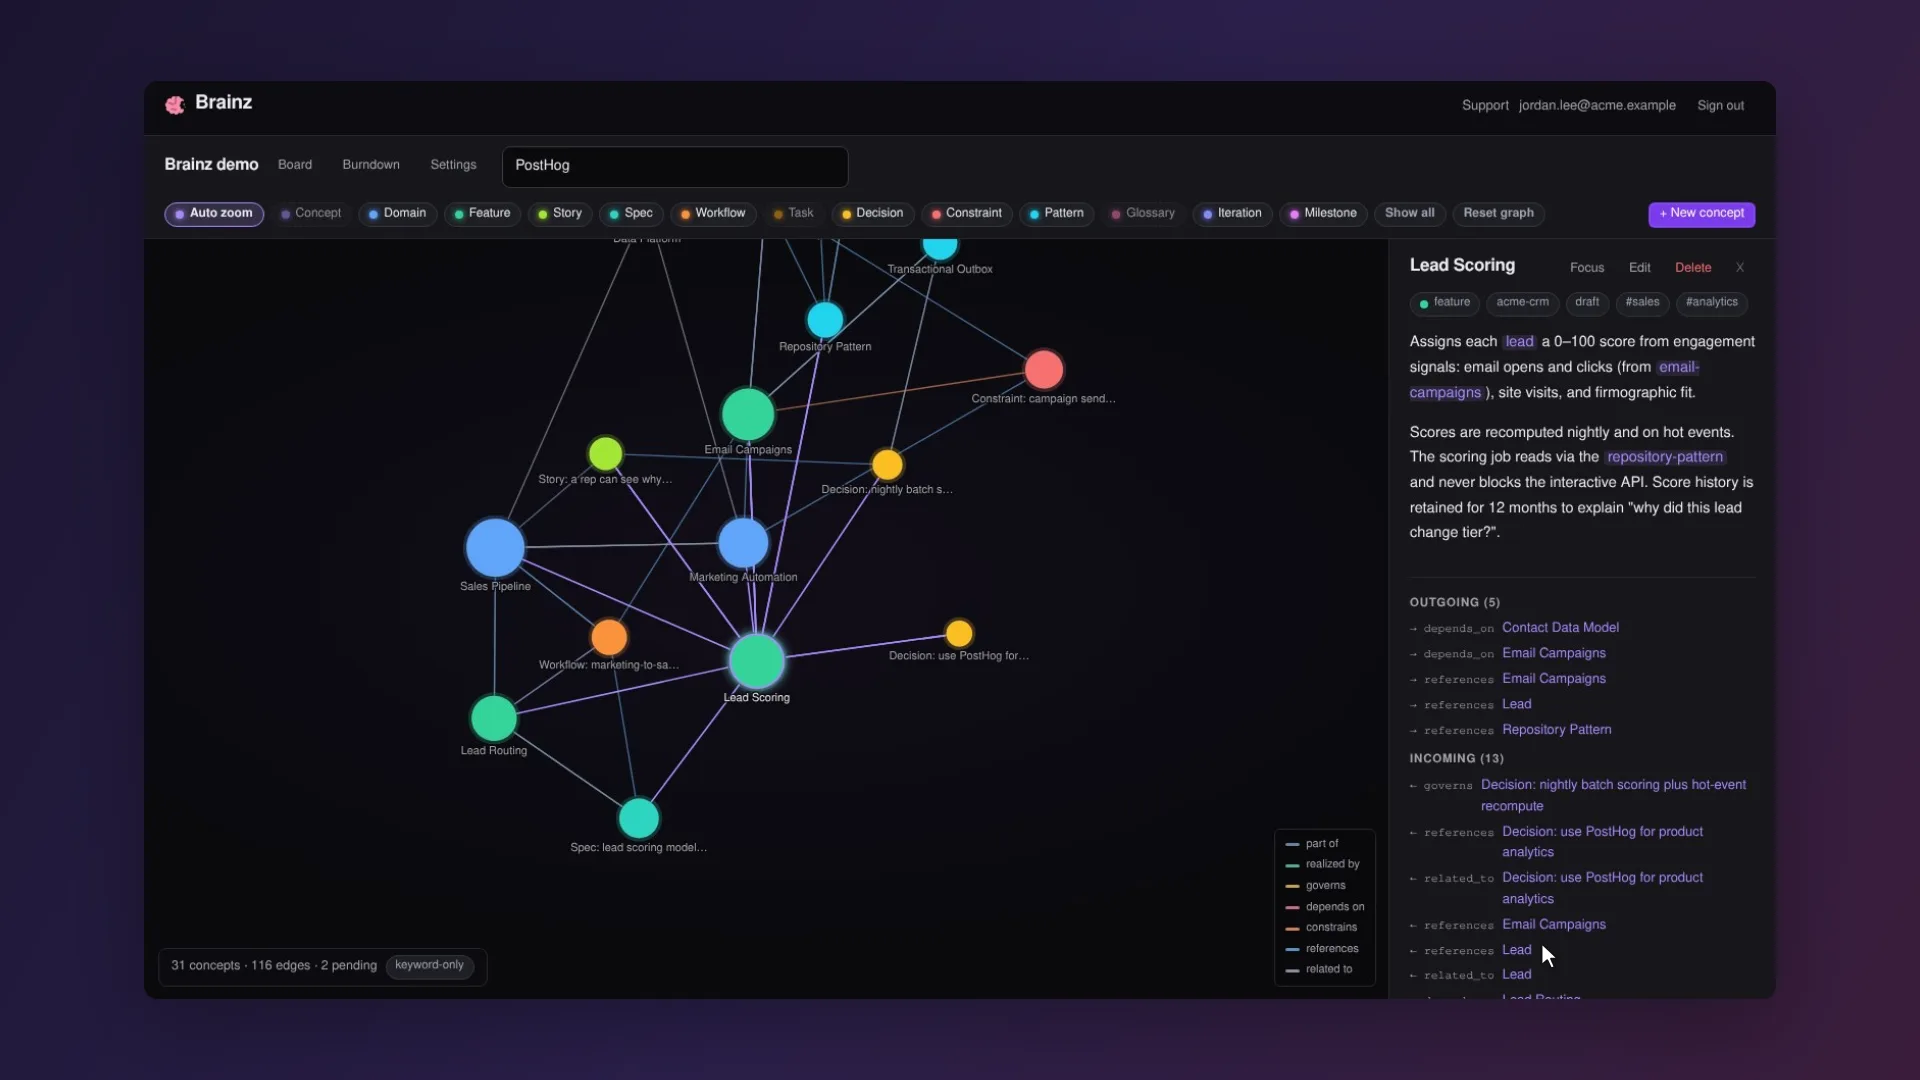 Brainz
Support jordan.lee@acme.example Sign out
Brainz demo Board Burndown Settings PostHog
Auto zoom Concept Domain Feature Story Spec Workflow Task Decision Constraint Pattern Glossary Iteration Milestone Show all Reset graph + New concept
Data Platform
Transactional Outbox
Repository Pattern
Constraint: campaign send…
Email Campaigns
Story: a rep can see why…
Decision: nightly batch s…
Marketing Automation
Sales Pipeline
Decision: use PostHog for…
Workflow: marketing-to-sa…
Lead Scoring
Lead Routing
Spec: lead scoring model…
31 concepts · 116 edges · 2 pending keyword-only
part of
realized by
governs
depends on
constrains
references
related to
Lead Scoring Focus Edit Delete X
feature acme-crm draft #sales #analytics
Assigns each lead a 0–100 score from engagement
signals: email opens and clicks (from email-
campaigns ), site visits, and firmographic fit.
Scores are recomputed nightly and on hot events.
The scoring job reads via the repository-pattern
and never blocks the interactive API. Score history is
retained for 12 months to explain "why did this lead
change tier?".
OUTGOING (5)
→ depends_on Contact Data Model
→ depends_on Email Campaigns
→ references Email Campaigns
→ references Lead
→ references Repository Pattern
INCOMING (13)
← governs Decision: nightly batch scoring plus hot-event
recompute
← references Decision: use PostHog for product
analytics
← related_to Decision: use PostHog for product
analytics
← references Email Campaigns
← references Lead
← related_to Lead
Lead Routing